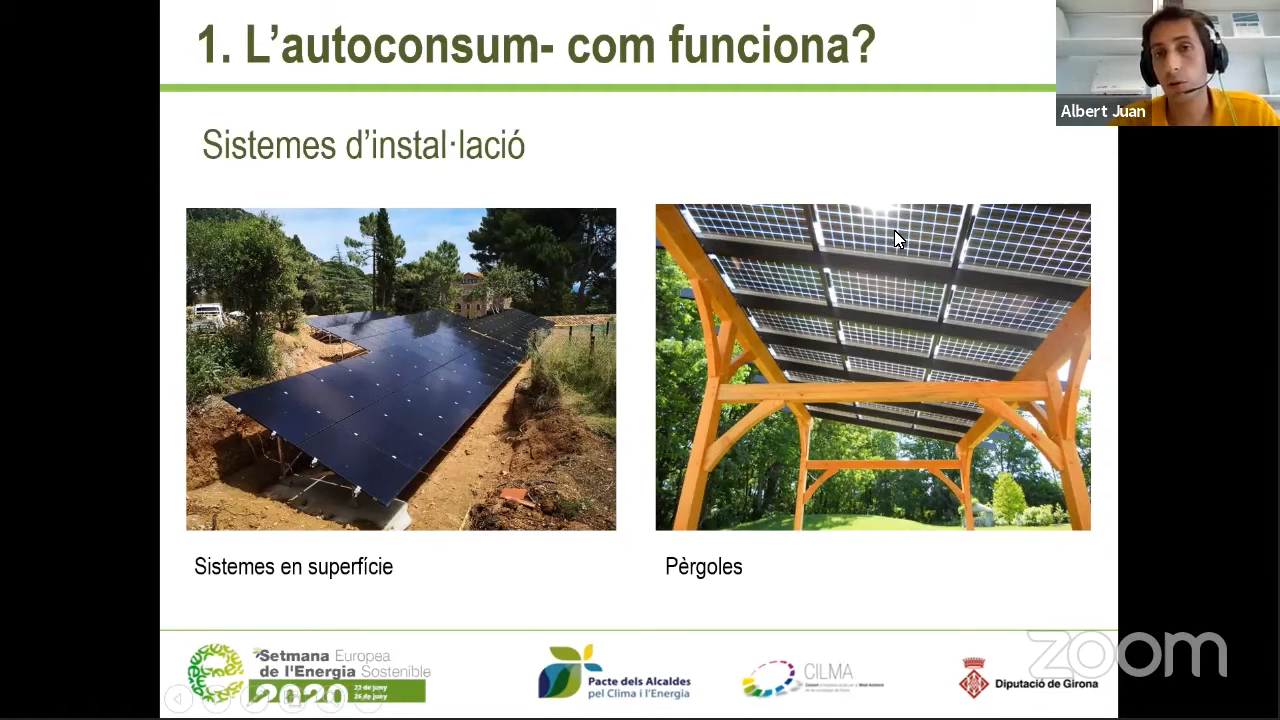 1. L'autoconsum- com funciona?
Albert Juan
Sistemes d'instal·lació
Sistemes en superfície
Pèrgoles
Setmana Europea
de l'Energia Sostenible
2020
22 de juny
26 de juny
Pacte dels Alcaldes
pel Clima i l'Energia
CILMA
Diputació de Girona
zoom